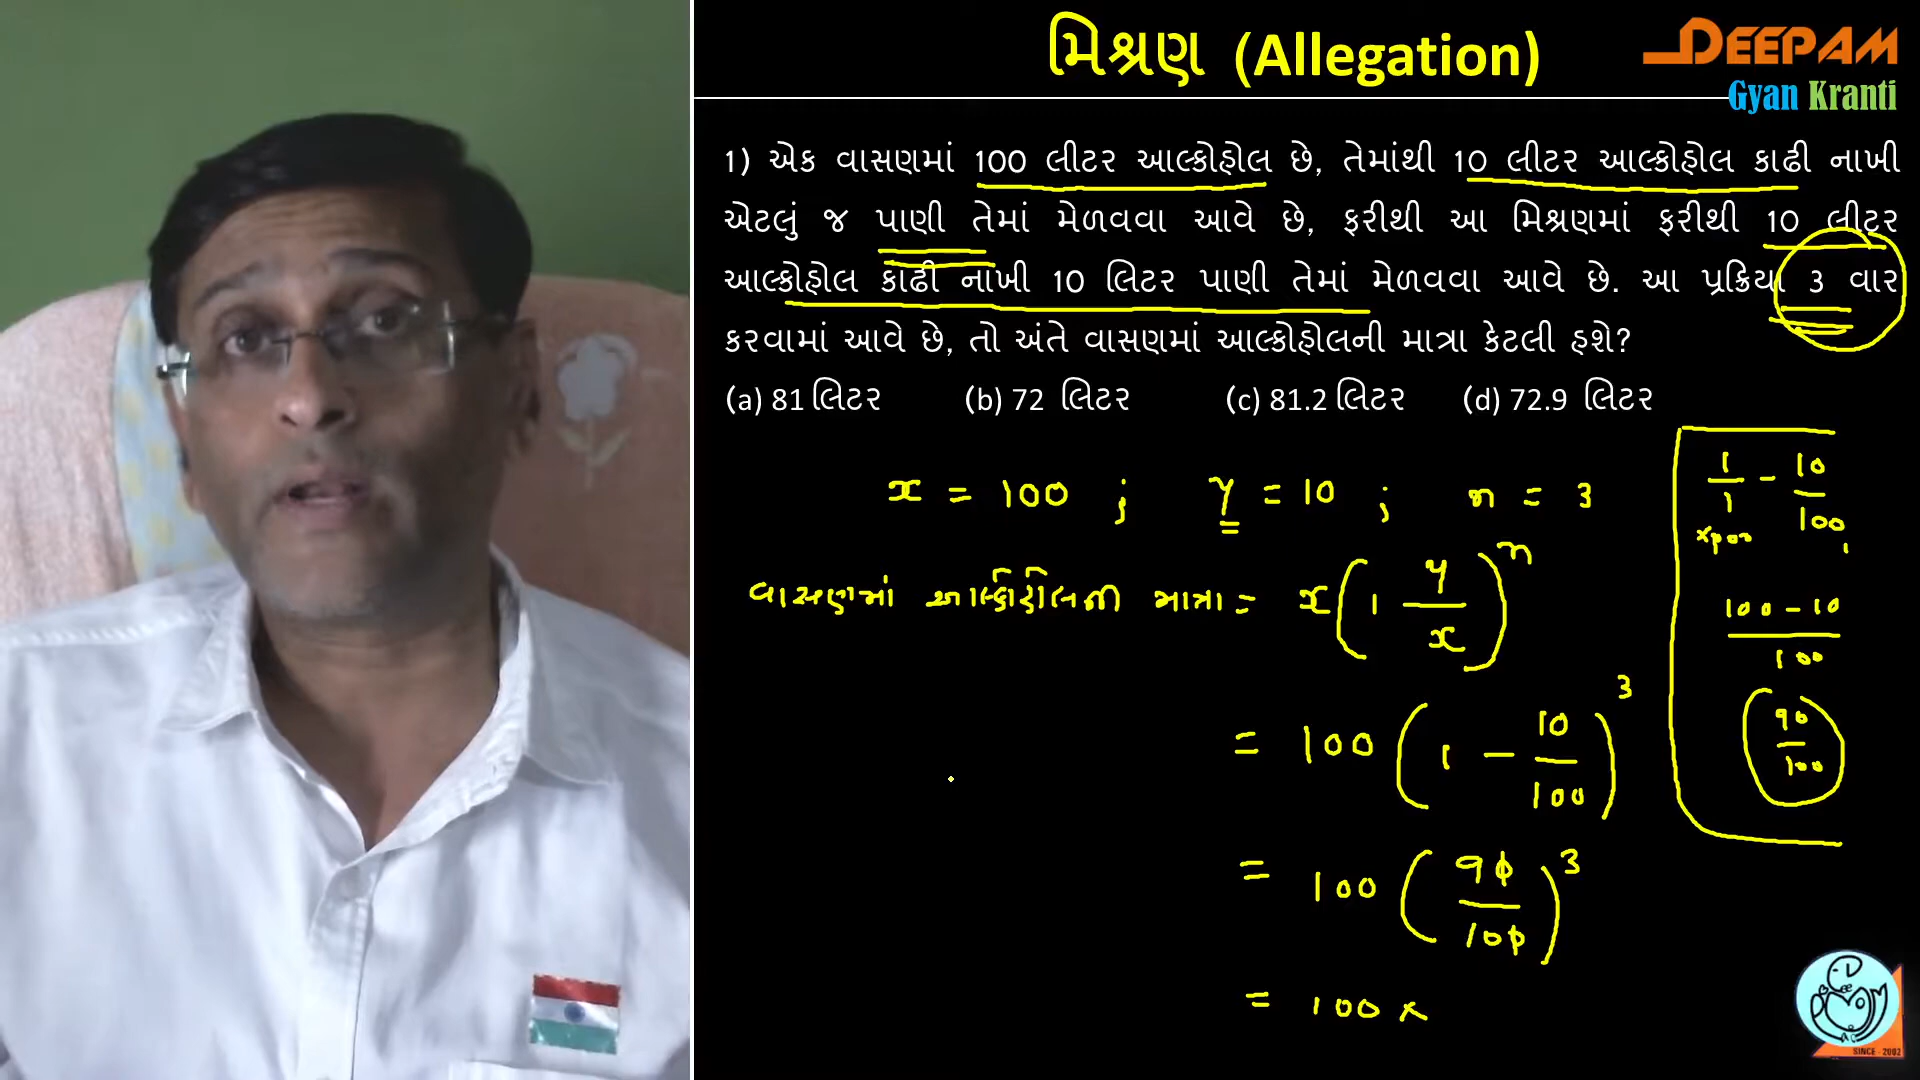 મિશ્રણ (Allegation)
DEEPAM
Gyan Kranti
1) એક વાસણમાં 100 લીટર આલ્કોહોલ છે, તેમાંથી 10 લીટર આલ્કોહોલ કાઢી નાખી
એટલું જ પાણી તેમાં મેળવવા આવે છે, ફરીથી આ મિશ્રણમાં ફરીથી 10 લીટર
આલ્કોહોલ કાઢી નાખી 10 લિટર પાણી તેમાં મેળવવા આવે છે. આ પ્રક્રિયા 3 વાર
કરવામાં આવે છે, તો અંતે વાસણમાં આલ્કોહોલની માત્રા કેટલી હશે?
(a) 81 લિટર (b) 72 લિટર (c) 81.2 લિટર (d) 72.9 લિટર
x = 100 ; y = 10 ; n = 3
વાસણમાં આલ્કોહોલની માત્રા = x(1 y/x)^n
= 100 (1 - 10/100)^3
= 100 (90/100)^3
= 100 x
1/1 - 10/100
100 - 10
100
90/100
SINCE - 2002